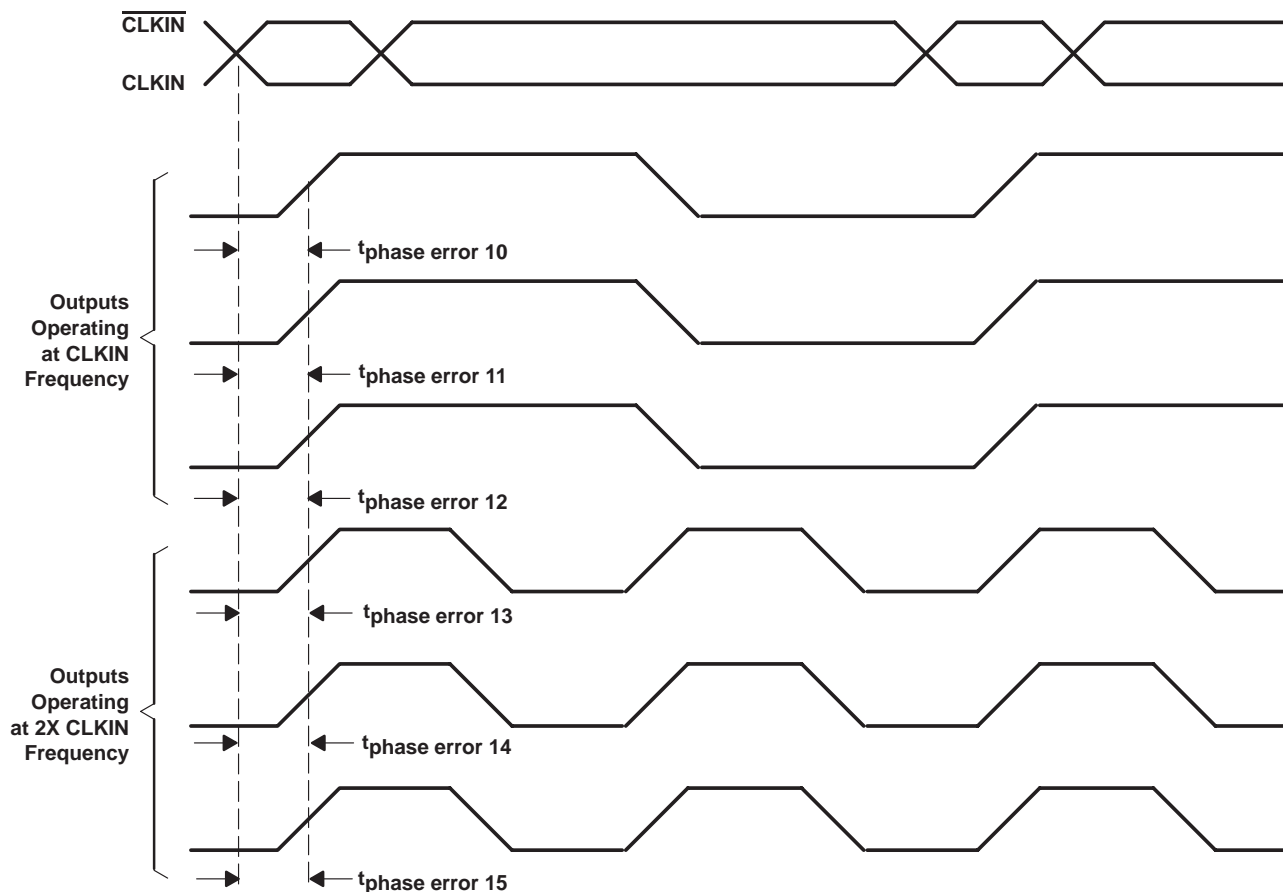 CLKIN
CLKIN
tphase error 10
tphase error 11
Outputs
Operating
at CLKIN
Frequency
tphase error 12
tphase error 13
Outputs
Operating
at 2X CLKIN
Frequency
tphase error 14
tphase error 15